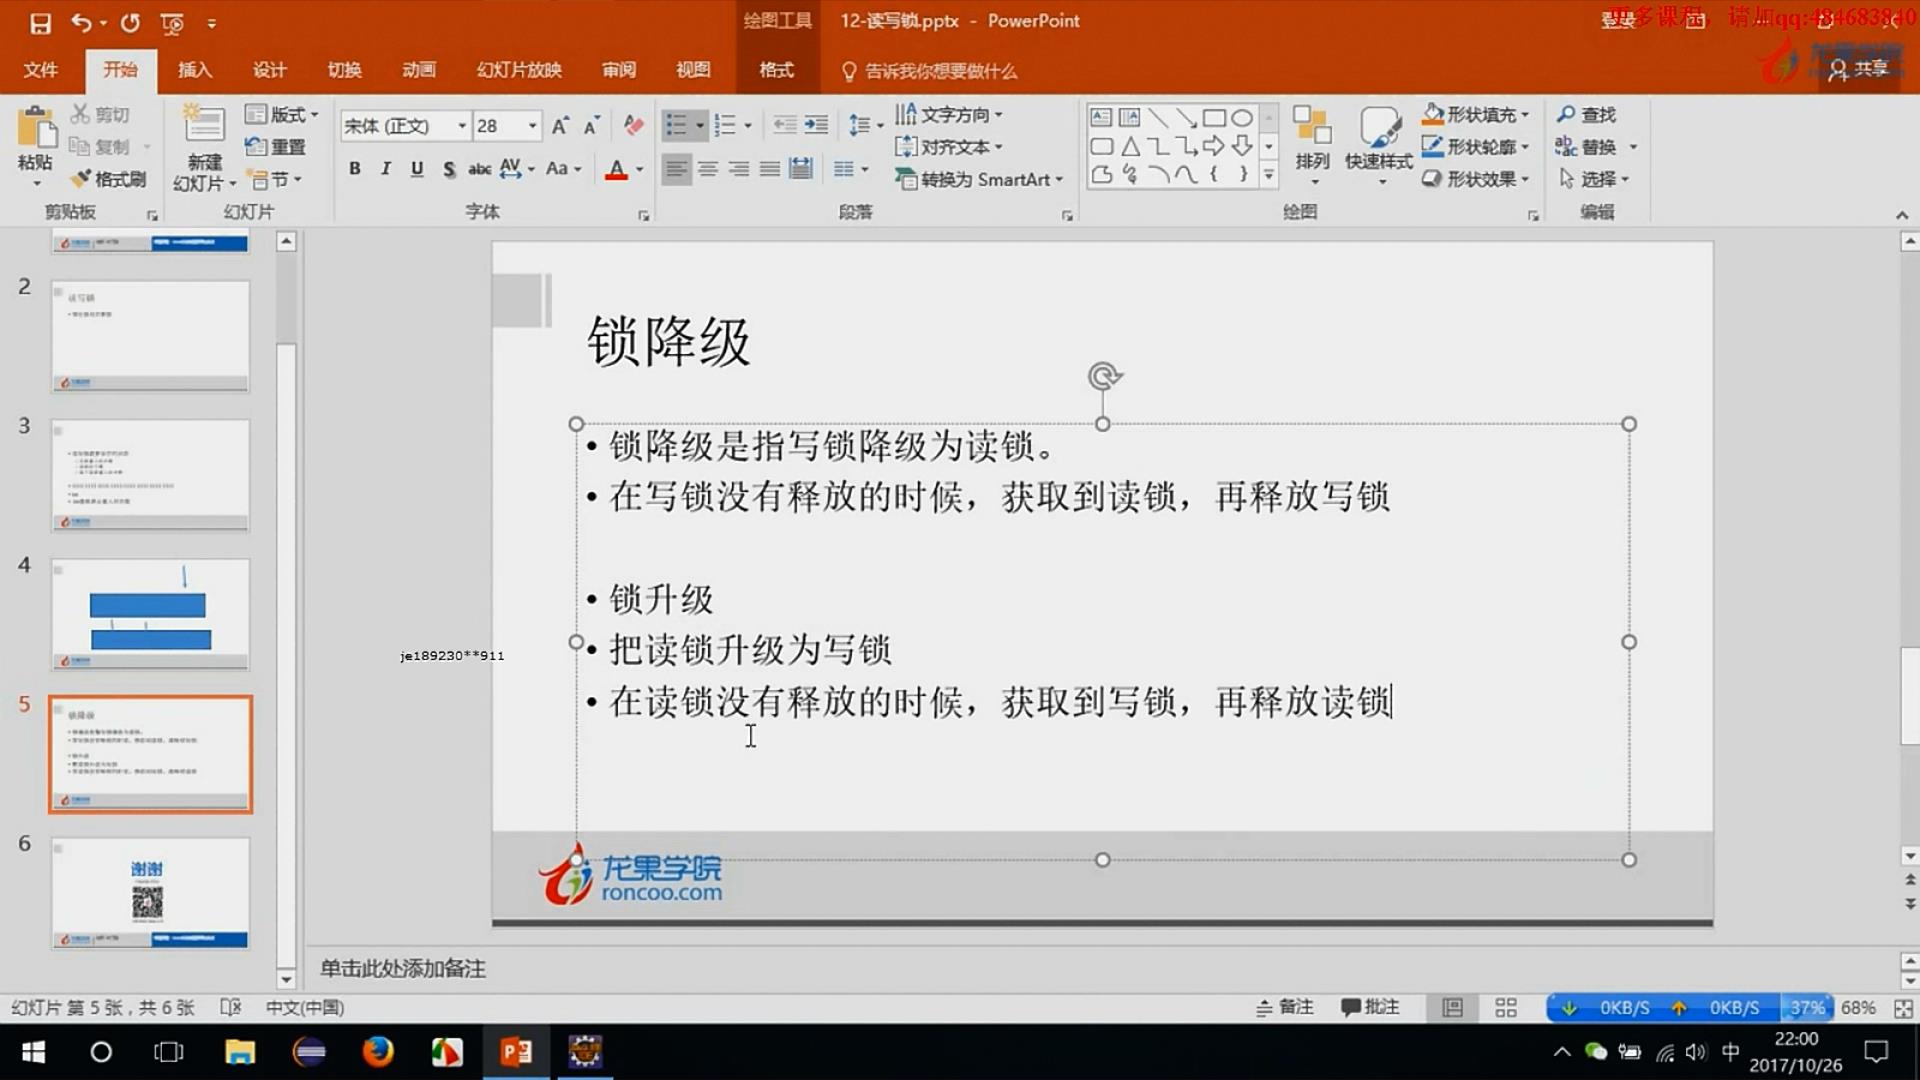 绘图工具
12-读写锁.pptx - PowerPoint
登录
更多课程，请加qq:484683840
文件 开始 插入 设计 切换 动画 幻灯片放映 审阅 视图 格式 告诉我你想要做什么
龙果学院
共享
粘贴
剪切
复制
格式刷
剪贴板
新建
幻灯片
版式
重置
节
幻灯片
宋体 (正文) 28
B I U S abc AV Aa A
字体
文字方向
对齐文本
转换为 SmartArt
段落
排列
快速样式
形状填充
形状轮廓
形状效果
绘图
查找
替换
选择
编辑
2
读写锁
3
4
5
锁降级
6
谢谢
锁降级
• 锁降级是指写锁降级为读锁。
• 在写锁没有释放的时候，获取到读锁，再释放写锁
• 锁升级
• 把读锁升级为写锁
• 在读锁没有释放的时候，获取到写锁，再释放读锁
je189230**911
龙果学院
roncoo.com
单击此处添加备注
幻灯片 第 5 张，共 6 张 中文(中国)
备注 批注 0KB/S 0KB/S 37% 68%
中
22:00
2017/10/26